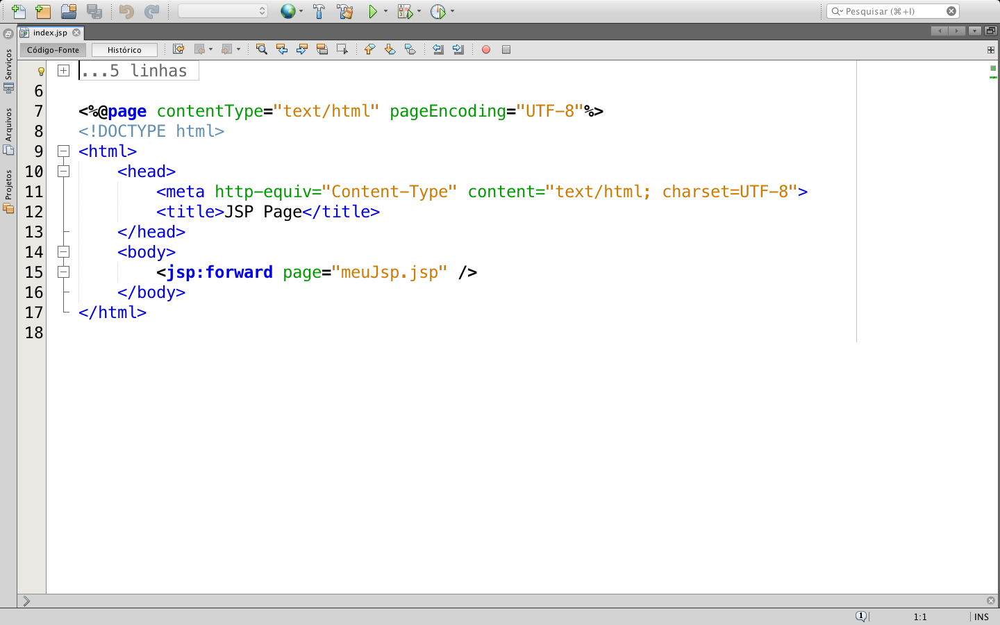 Pesquisar (⌘+I)
index.jsp
Código-Fonte Histórico
Serviços
Arquivos
Projetos
...5 linhas
6
7 <%@page contentType="text/html" pageEncoding="UTF-8"%>
8 <!DOCTYPE html>
9 <html>
10 <head>
11 <meta http-equiv="Content-Type" content="text/html; charset=UTF-8">
12 <title>JSP Page</title>
13 </head>
14 <body>
15 <jsp:forward page="meuJsp.jsp" />
16 </body>
17 </html>
18
1 1:1 INS